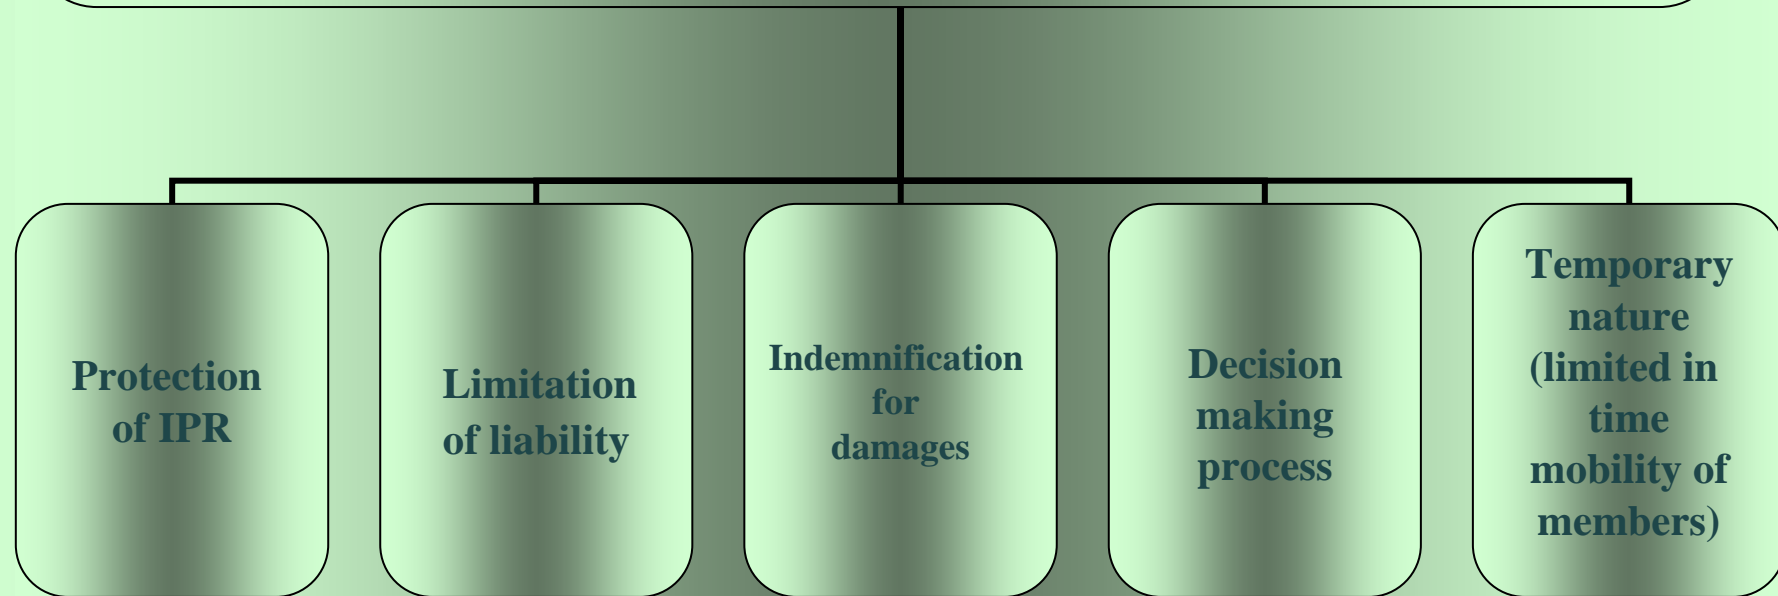 Protection
of IPR
Limitation
of liability
Indemnification
for
damages
Decision
making
process
Temporary
nature
(limited in
time
mobility of
members)